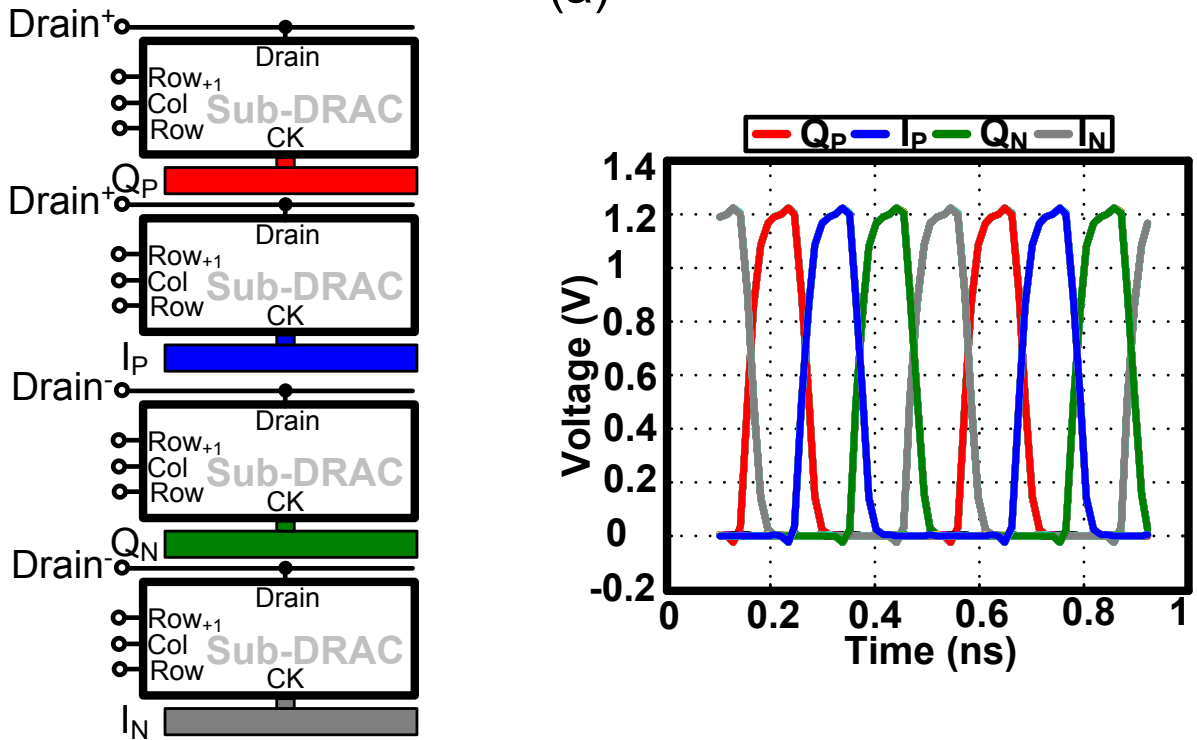 (a)
Drain+
Drain
Row+1
Col
Row
Sub-DRAC
CK
QP
Drain+
Drain
Row+1
Col
Row
Sub-DRAC
CK
IP
Drain-
Drain
Row+1
Col
Row
Sub-DRAC
CK
QN
Drain-
Drain
Row+1
Col
Row
Sub-DRAC
CK
IN
QP IP QN IN
1.4
1.2
1
0.8
0.6
0.4
0.2
0
-0.2
Voltage (V)
0 0.2 0.4 0.6 0.8 1
Time (ns)